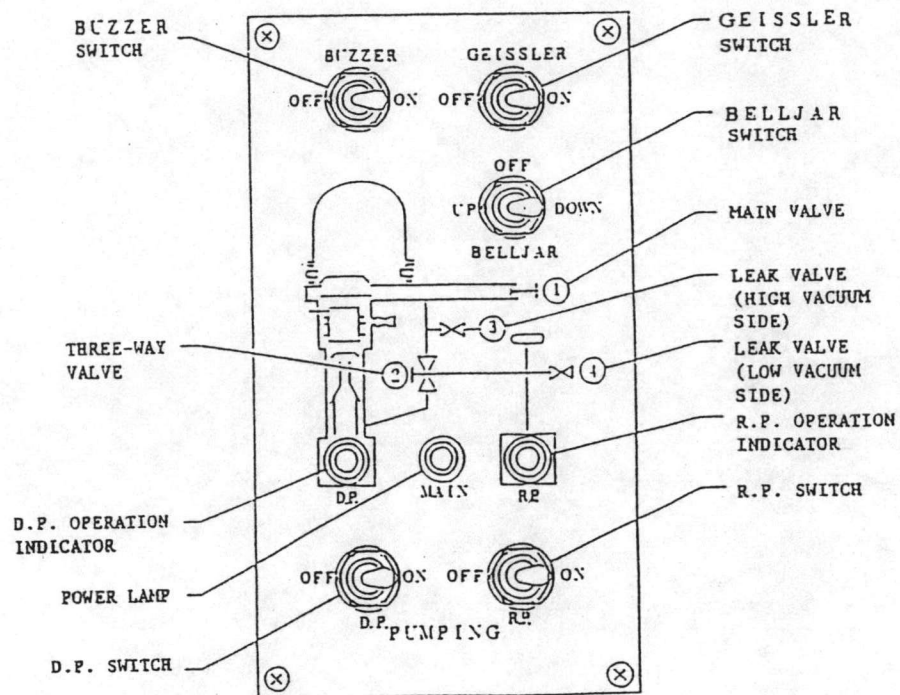 BUZZER
SWITCH
GEISSLER
SWITCH
BUZZER
GEISSLER
OFF
ON
OFF
ON
BELLJAR
SWITCH
OFF
UP
DOWN
BELLJAR
MAIN VALVE
1
LEAK VALVE
(HIGH VACUUM
SIDE)
3
THREE-WAY
VALVE
2
4
LEAK VALVE
(LOW VACUUM
SIDE)
R.P. OPERATION
INDICATOR
D.P.
MAIN
R.P.
R.P. SWITCH
D.P. OPERATION
INDICATOR
POWER LAMP
OFF
ON
OFF
ON
D.P.
R.P.
PUMPING
D.P. SWITCH